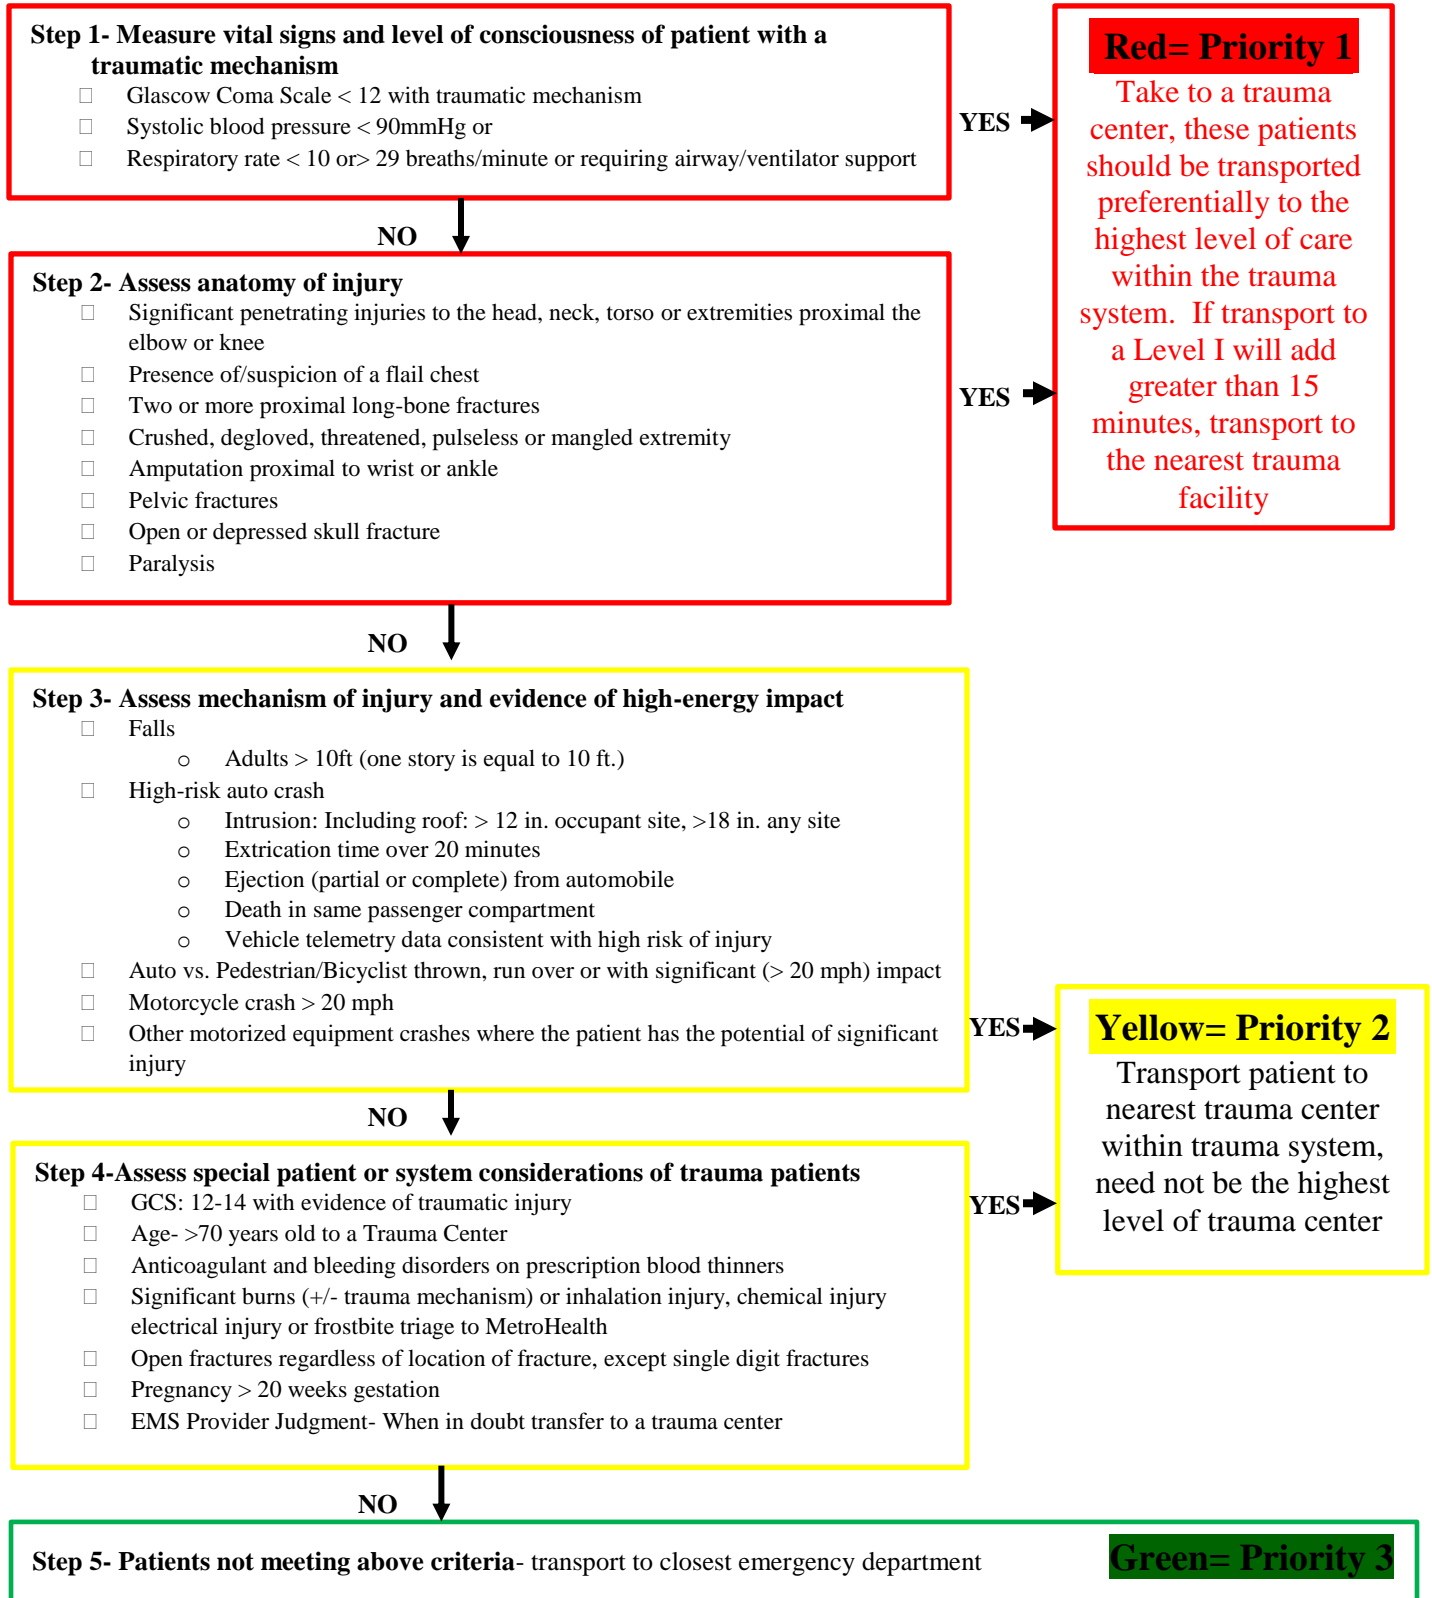 Step 1- Measure vital signs and level of consciousness of patient with a
traumatic mechanism
Glascow Coma Scale < 12 with traumatic mechanism
Systolic blood pressure < 90mmHg or
Respiratory rate < 10 or> 29 breaths/minute or requiring airway/ventilator support
YES
Red= Priority 1
Take to a trauma
center, these patients
should be transported
preferentially to the
highest level of care
within the trauma
system.  If transport to
a Level I will add
greater than 15
minutes, transport to
the nearest trauma
facility
NO
Step 2- Assess anatomy of injury
Significant penetrating injuries to the head, neck, torso or extremities proximal the
elbow or knee
Presence of/suspicion of a flail chest
Two or more proximal long-bone fractures
Crushed, degloved, threatened, pulseless or mangled extremity
Amputation proximal to wrist or ankle
Pelvic fractures
Open or depressed skull fracture
Paralysis
YES
NO
Step 3- Assess mechanism of injury and evidence of high-energy impact
Falls
o Adults > 10ft (one story is equal to 10 ft.)
High-risk auto crash
o Intrusion: Including roof: > 12 in. occupant site, >18 in. any site
o Extrication time over 20 minutes
o Ejection (partial or complete) from automobile
o Death in same passenger compartment
o Vehicle telemetry data consistent with high risk of injury
Auto vs. Pedestrian/Bicyclist thrown, run over or with significant (> 20 mph) impact
Motorcycle crash > 20 mph
Other motorized equipment crashes where the patient has the potential of significant
injury
YES
Yellow= Priority 2
Transport patient to
nearest trauma center
within trauma system,
need not be the highest
level of trauma center
NO
Step 4-Assess special patient or system considerations of trauma patients
GCS: 12-14 with evidence of traumatic injury
Age- >70 years old to a Trauma Center
Anticoagulant and bleeding disorders on prescription blood thinners
Significant burns (+/- trauma mechanism) or inhalation injury, chemical injury
electrical injury or frostbite triage to MetroHealth
Open fractures regardless of location of fracture, except single digit fractures
Pregnancy > 20 weeks gestation
EMS Provider Judgment- When in doubt transfer to a trauma center
YES
NO
Step 5- Patients not meeting above criteria- transport to closest emergency department
Green= Priority 3